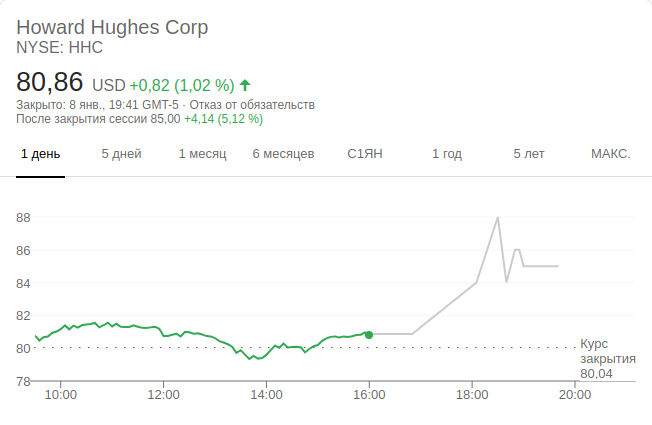 Howard Hughes Corp
NYSE: HHC
80,86 USD +0,82 (1,02 %)
Закрыто: 8 янв., 19:41 GMT-5 · Отказ от обязательств
После закрытия сессии 85,00 +4,14 (5,12 %)
1 день 5 дней 1 месяц 6 месяцев С1ЯН 1 год 5 лет МАКС.
88
86
84
82
80
78
Курс
закрытия
80,04
10:00 12:00 14:00 16:00 18:00 20:00